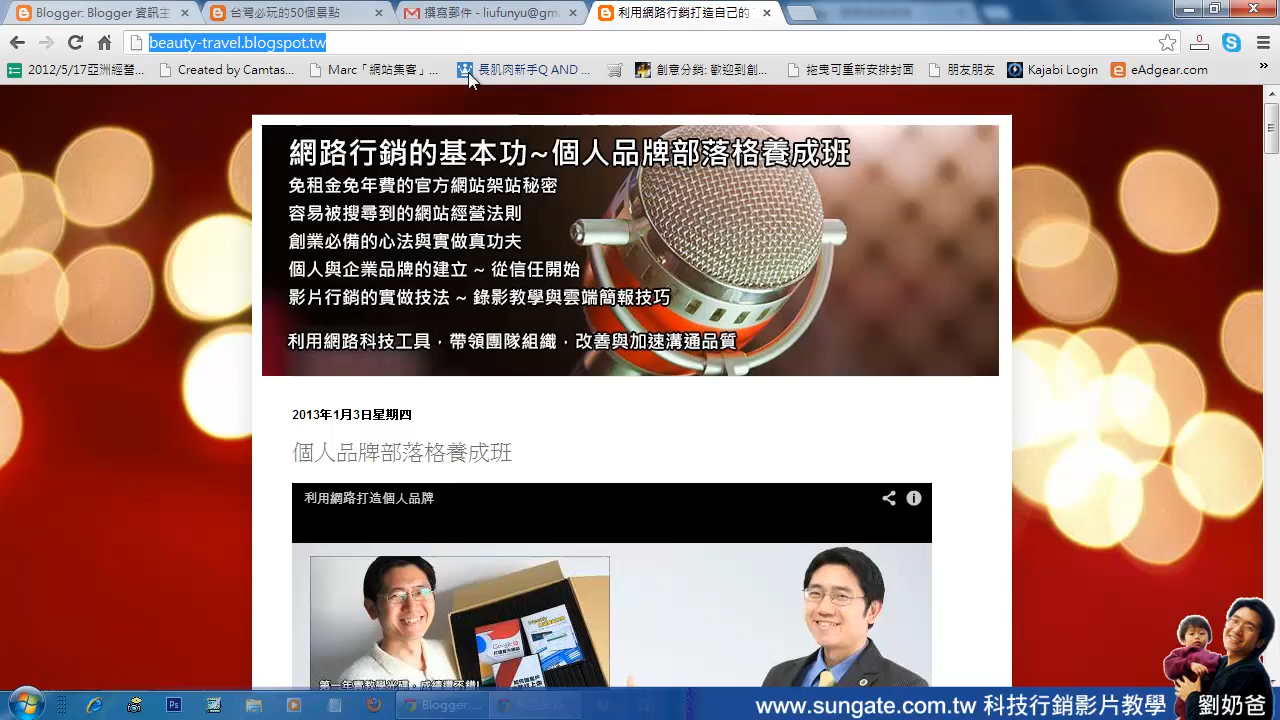 Blogger: Blogger 資訊主
台灣必玩的50個景點
撰寫郵件 - liufunyu@gm
利用網路行銷打造自己的
beauty-travel.blogspot.tw
0
2012/5/17亞洲經營...
Created by Camtas...
Marc「網站集客」...
長肌肉新手Q AND ...
創意分銷: 歡迎到創...
拖曳可重新安排封面
朋友朋友
Kajabi Login
eAdgear.com
網路行銷的基本功~個人品牌部落格養成班
免租金免年費的官方網站架站秘密
容易被搜尋到的網站經營法則
創業必備的心法與實做真功夫
個人與企業品牌的建立 ~ 從信任開始
影片行銷的實做技法 ~ 錄影教學與雲端簡報技巧
利用網路科技工具，帶領團隊組織，改善與加速溝通品質
2013年1月3日星期四
個人品牌部落格養成班
利用網路打造個人品牌
Blogger ...
www.sungate.com.tw 科技行銷影片教學
劉奶爸